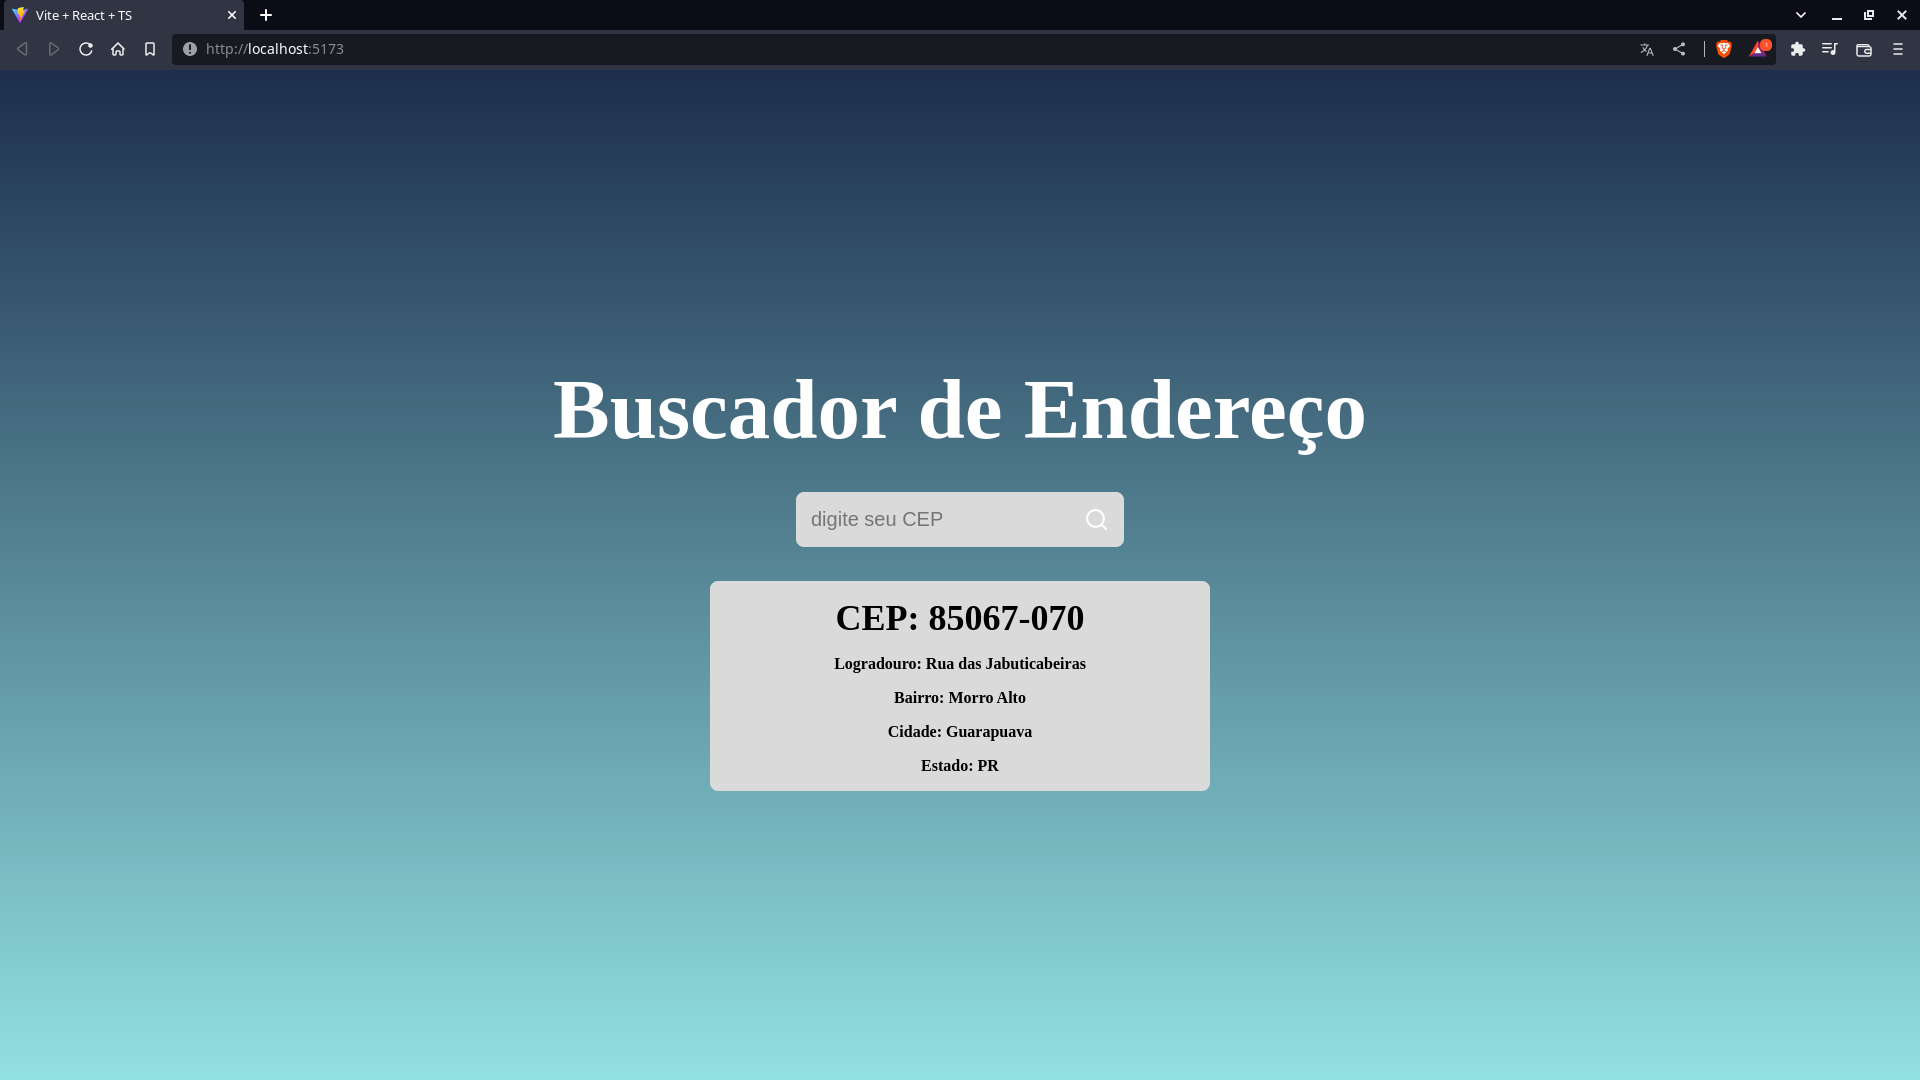 Vite + React + TS
http://localhost:5173
Buscador de Endereço
digite seu CEP
CEP: 85067-070
Logradouro: Rua das Jabuticabeiras
Bairro: Morro Alto
Cidade: Guarapuava
Estado: PR